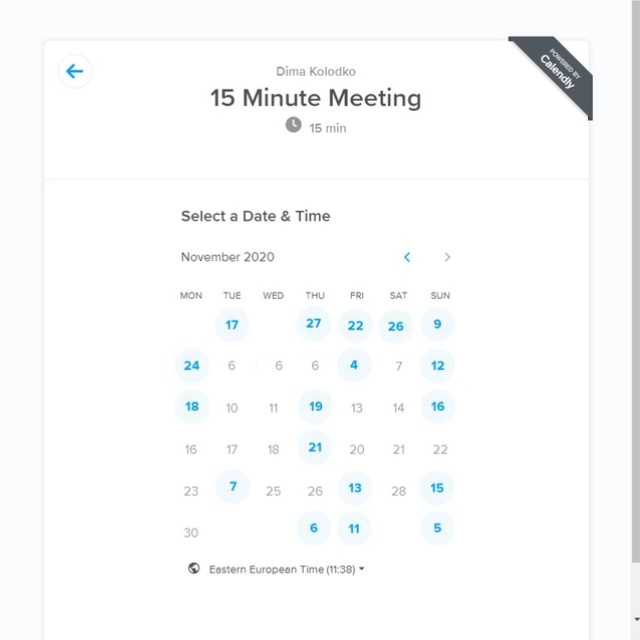 POWERED BY
Calendly
Dima Kolodko
15 Minute Meeting
15 min
Select a Date & Time
November 2020 < >
MON TUE WED THU FRI SAT SUN
17 27 22 26 9
24 6 6 6 4 7 12
18 10 11 19 13 14 16
16 17 18 21 20 21 22
23 7 25 26 13 28 15
30 6 11 5
Eastern European Time (11:38)